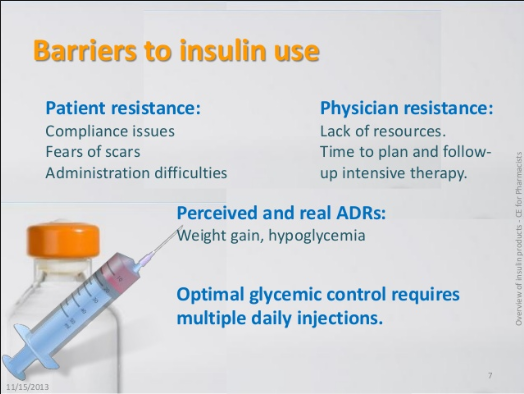 Barriers to insulin use
Patient resistance:
Compliance issues
Fears of scars
Administration difficulties
Physician resistance:
Lack of resources.
Time to plan and follow-
up intensive therapy.
Perceived and real ADRs:
Weight gain, hypoglycemia
Optimal glycemic control requires
multiple daily injections.
Overview of insulin products - CE for Pharmacists
7
11/15/2013